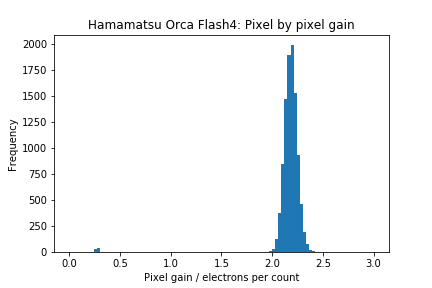 Hamamatsu Orca Flash4: Pixel by pixel gain
2000
1750
1500
1250
1000
750
500
250
0
Frequency
0.0 0.5 1.0 1.5 2.0 2.5 3.0
Pixel gain / electrons per count